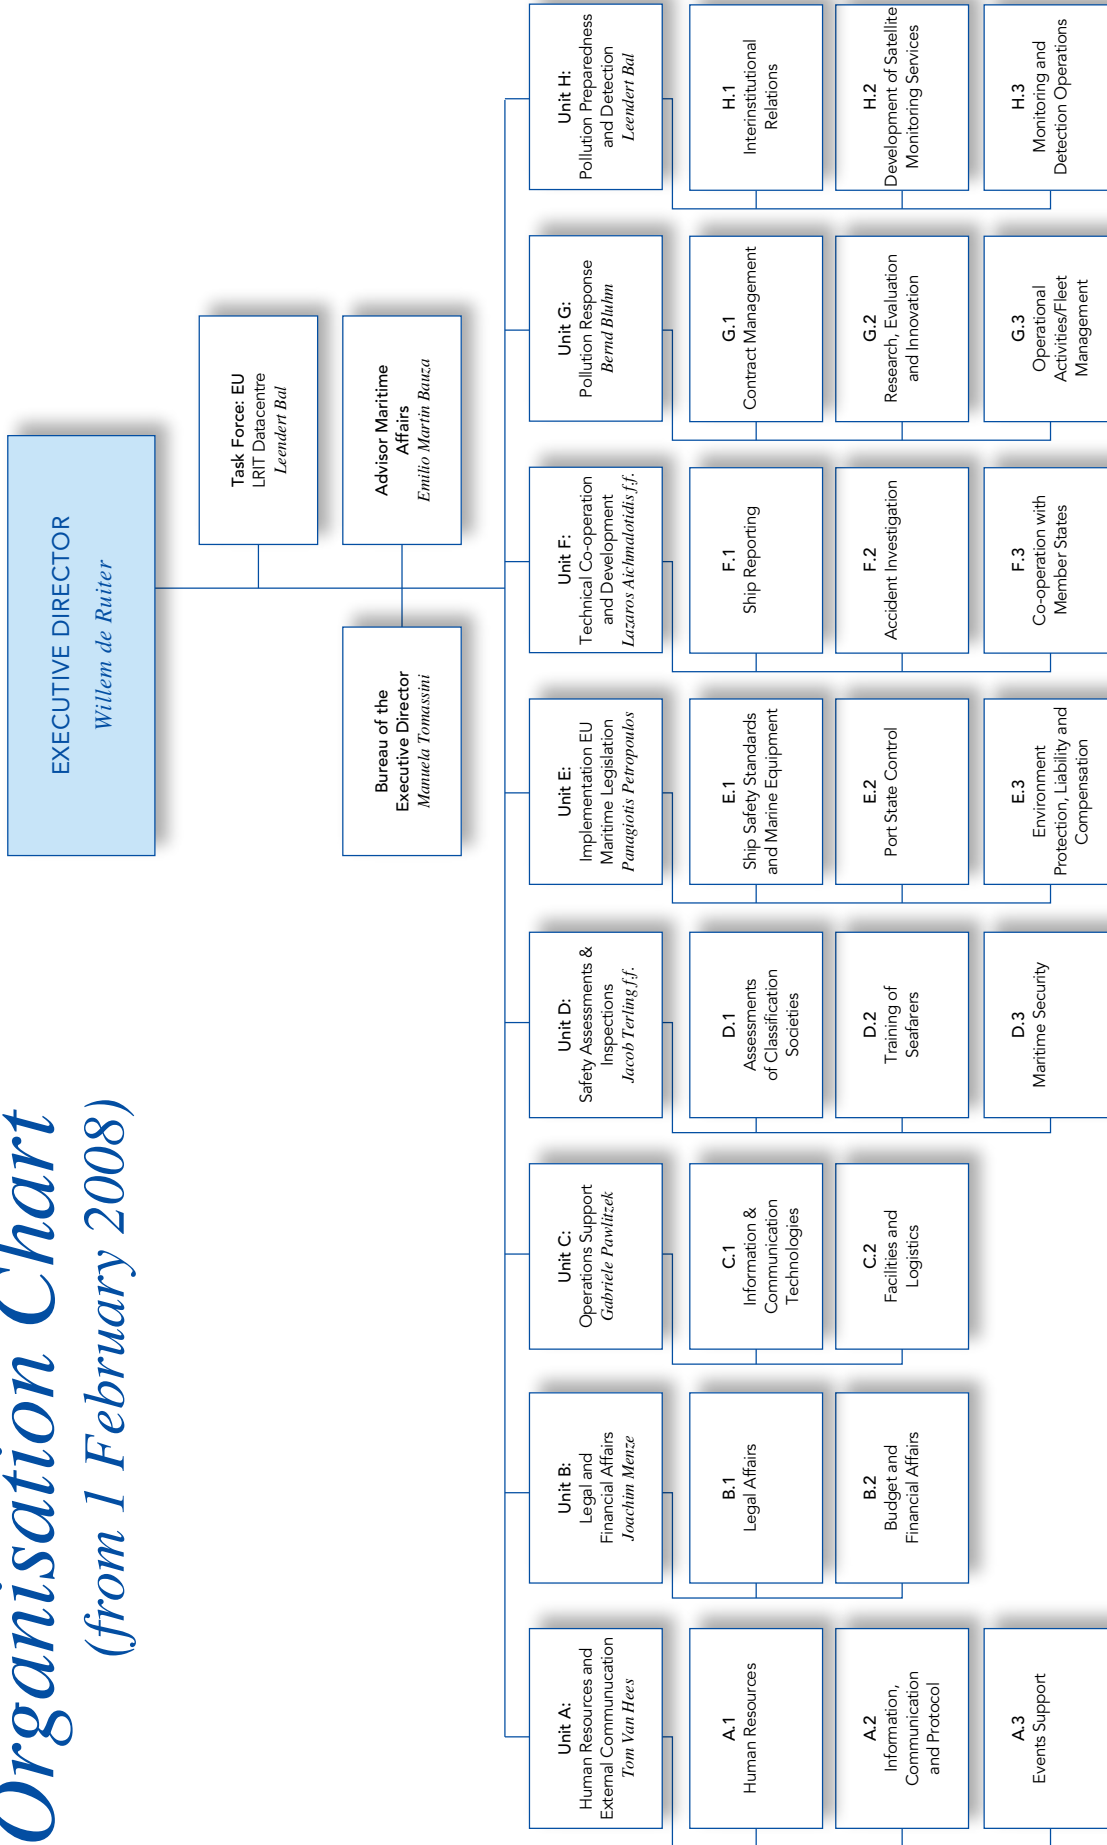 Organisation Chart
(from 1 February 2008)
EXECUTIVE DIRECTOR
Willem de Ruiter
Task Force: EU
LRIT Datacentre
Leendert Bal
Bureau of the
Executive Director
Manuela Tomassini
Advisor Maritime
Affairs
Emilio Martin Bauza
Unit A:
Human Resources and
External Communucation
Tom Van Hees
A.1
Human Resources
A.2
Information,
Communication
and Protocol
A.3
Events Support
Unit B:
Legal and
Financial Affairs
Joachim Menze
B.1
Legal Affairs
B.2
Budget and
Financial Affairs
Unit C:
Operations Support
Gabriele Pawlitzek
C.1
Information &
Communication
Technologies
C.2
Facilities and
Logistics
Unit D:
Safety Assessments &
Inspections
Jacob Terling f.f.
D.1
Assessments
of Classification
Societies
D.2
Training of
Seafarers
D.3
Maritime Security
Unit E:
Implementation EU
Maritime Legislation
Panagiotis Petropoulos
E.1
Ship Safety Standards
and Marine Equipment
E.2
Port State Control
E.3
Environment
Protection, Liability and
Compensation
Unit F:
Technical Co-operation
and Development
Lazaros Aichmalotidis f.f.
F.1
Ship Reporting
F.2
Accident Investigation
F.3
Co-operation with
Member States
Unit G:
Pollution Response
Bernd Bluhm
G.1
Contract Management
G.2
Research, Evaluation
and Innovation
G.3
Operational
Activities/Fleet
Management
Unit H:
Pollution Preparedness
and Detection
Leendert Bal
H.1
Interinstitutional
Relations
H.2
Development of Satellite
Monitoring Services
H.3
Monitoring and
Detection Operations